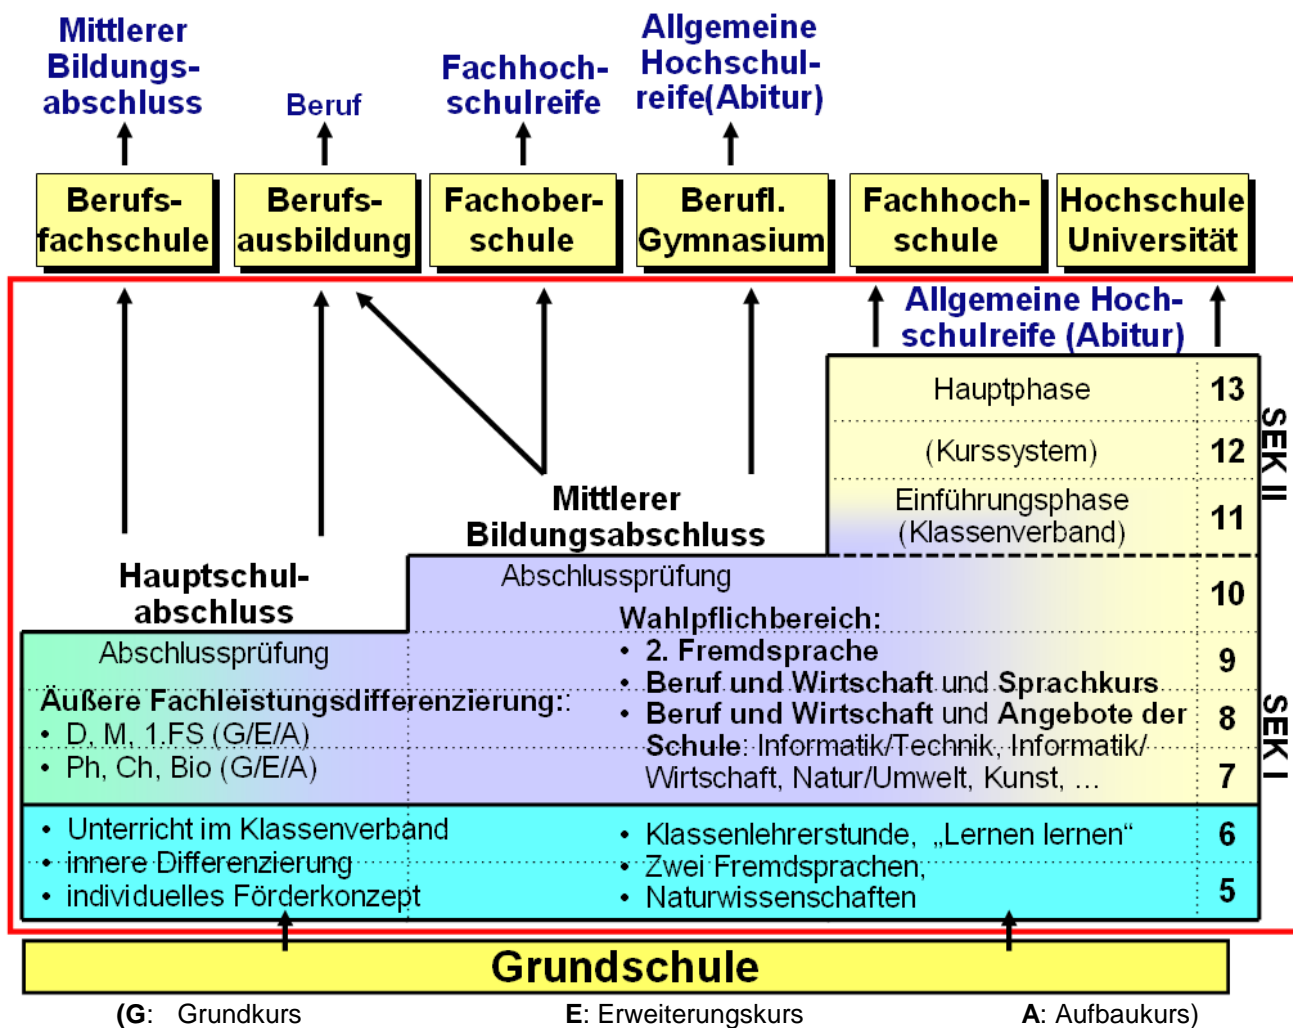 Mittlerer
Bildungs-
abschluss
Beruf
Fachhoch-
schulreife
Allgemeine
Hochschul-
reife(Abitur)
Berufs-
fachschule
Berufs-
ausbildung
Fachober-
schule
Berufl.
Gymnasium
Fachhoch-
schule
Hochschule
Universität
Allgemeine Hoch-
schulreife (Abitur)
Hauptphase
13
(Kurssystem)
12
Einführungsphase
(Klassenverband)
11
SEK II
Mittlerer
Bildungsabschluss
Hauptschul-
abschluss
Abschlussprüfung
10
Abschlussprüfung
9
Äußere Fachleistungsdifferenzierung::
• D, M, 1.FS (G/E/A)
• Ph, Ch, Bio (G/E/A)
Wahlpflichbereich:
• 2. Fremdsprache
• Beruf und Wirtschaft und Sprachkurs
• Beruf und Wirtschaft und Angebote der
Schule: Informatik/Technik, Informatik/
Wirtschaft, Natur/Umwelt, Kunst, ...
8
7
SEK I
• Unterricht im Klassenverband
• innere Differenzierung
• individuelles Förderkonzept
• Klassenlehrerstunde, „Lernen lernen“
• Zwei Fremdsprachen,
• Naturwissenschaften
6
5
Grundschule
(G: Grundkurs E: Erweiterungskurs A: Aufbaukurs)